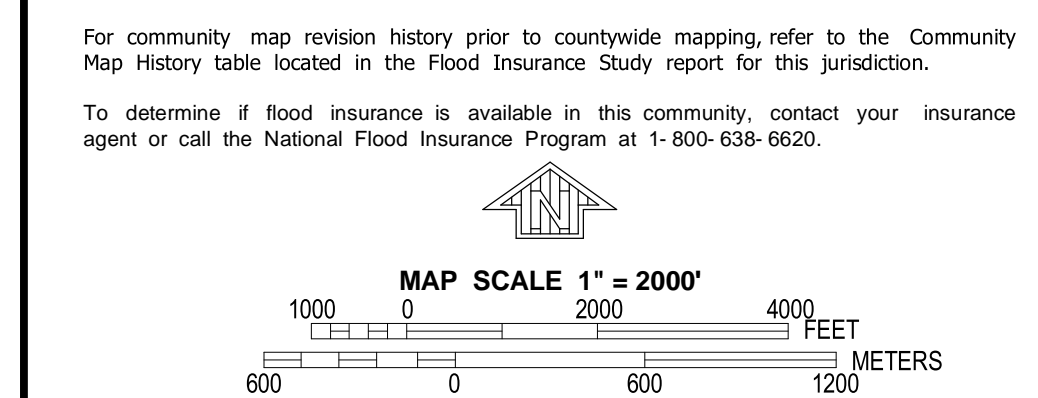 For community map revision history prior to countywide mapping, refer to the Community
Map History table located in the Flood Insurance Study report for this jurisdiction.
To determine if flood insurance is available in this community, contact your insurance
agent or call the National Flood Insurance Program at 1- 800- 638- 6620.
N
MAP SCALE 1" = 2000'
1000 0 2000 4000
FEET
METERS
600 0 600 1200